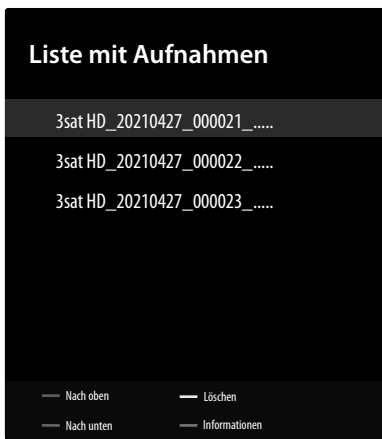 Liste mit Aufnahmen
3sat HD_20210427_000021_.....
3sat HD_20210427_000022_.....
3sat HD_20210427_000023_.....
Nach oben
Löschen
Nach unten
Informationen